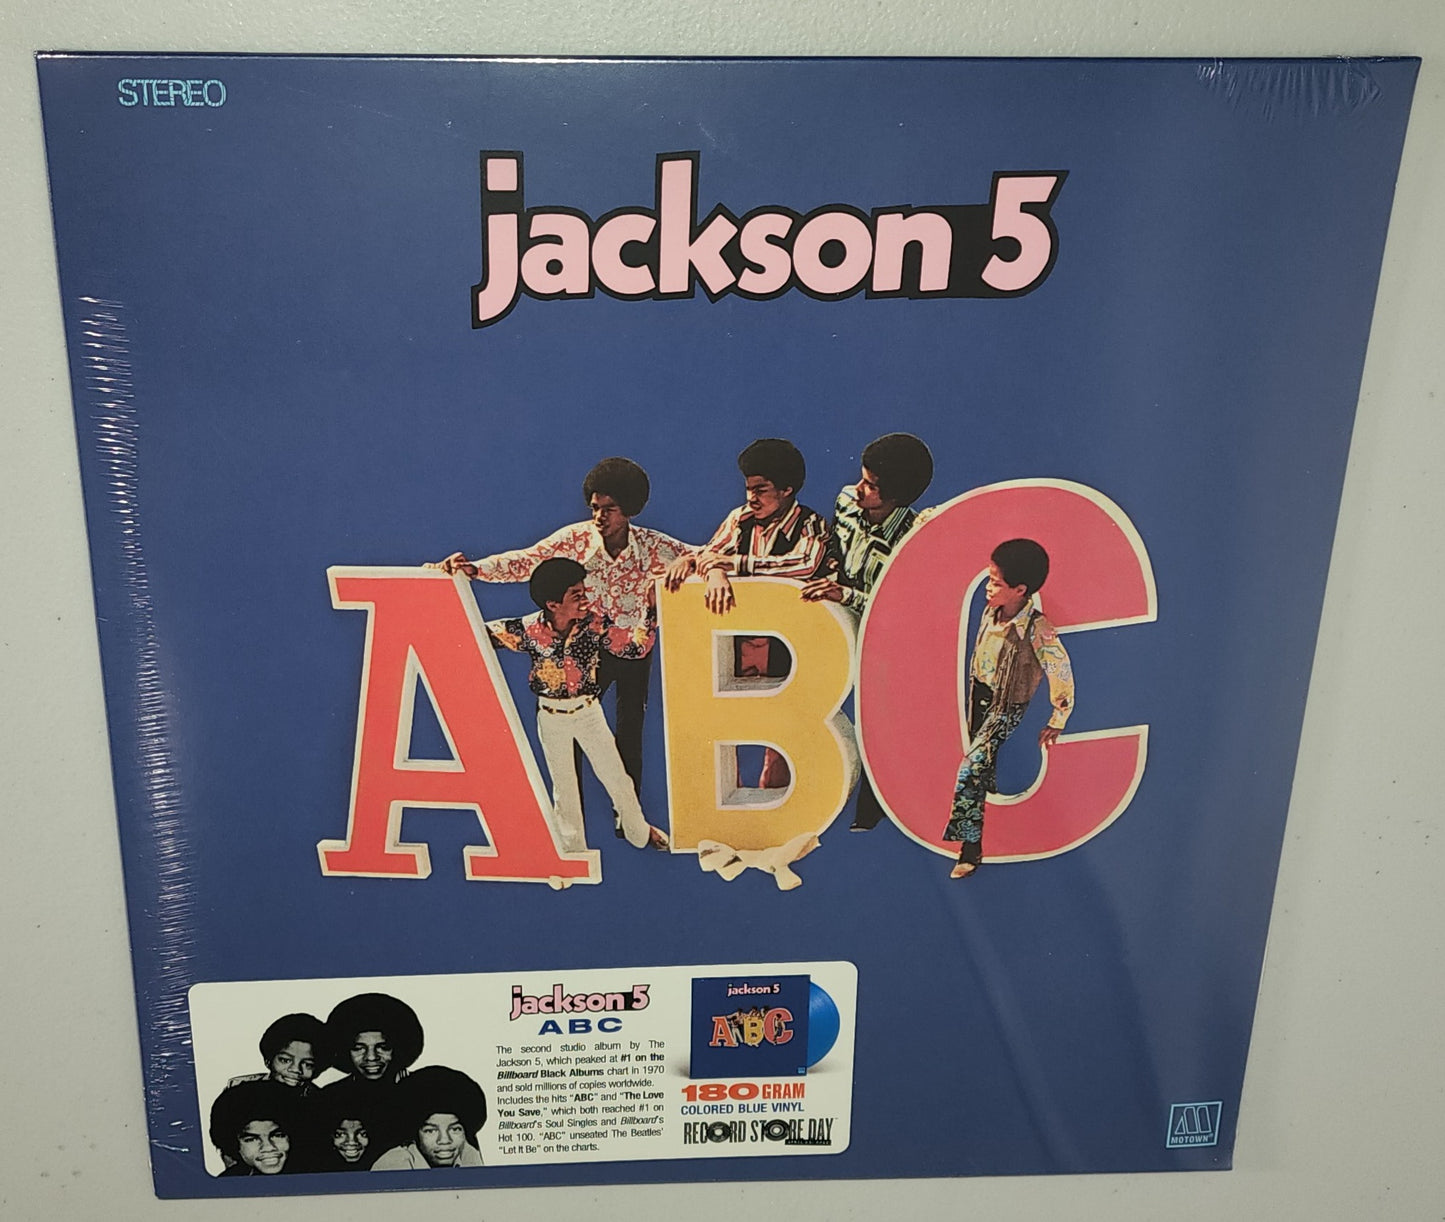 STEREO
jackson 5
ABC
jackson 5
ABC
The second studio album by The
Jackson 5, which peaked at #1 on the
Billboard Black Albums chart in 1970
and sold millions of copies worldwide.
Includes the hits "ABC" and "The Love
You Save," which both reached #1 on
Billboard's Soul Singles and Billboard's
Hot 100. "ABC" unseated The Beatles'
"Let It Be" on the charts.
jackson 5
ABC
180 GRAM
COLORED BLUE VINYL
RECORD STORE DAY
MOTOWN